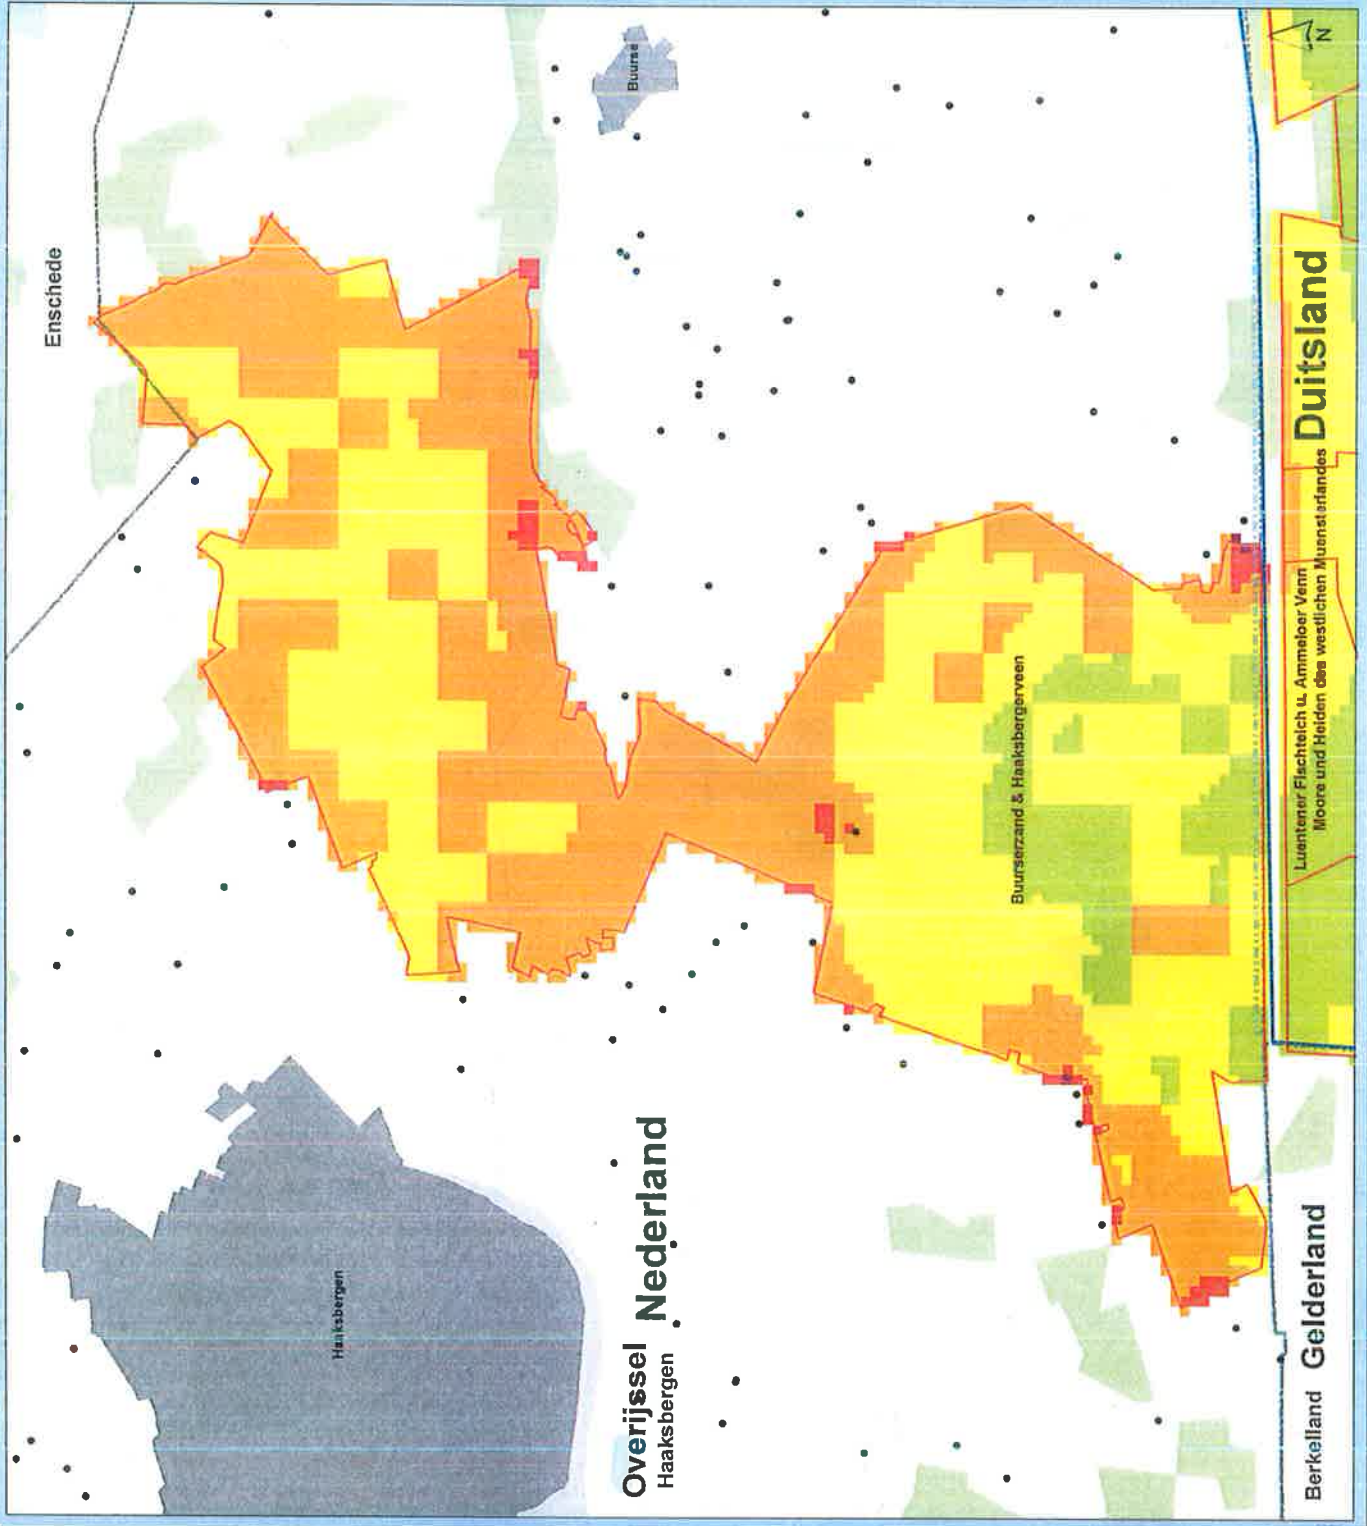 Enschede
Buurse
N
Haaksbergen
Overijssel
Haaksbergen
Nederland
Buurserzand & Haaksbergerveen
Luentener Fischteich u. Ammeloer Venn
Moore und Heiden des westlichen Muensterlandes
Duitsland
Berkelland
Gelderland